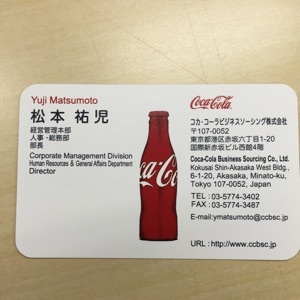 Yuji Matsumoto
松本 祐児
経営管理本部
人事・総務部
部長
Corporate Management Division
Human Resources & General Affairs Department
Director
Coca-Cola
Coca-Cola
コカ・コーラビジネスソーシング株式会社
〒107-0052
東京都港区赤坂六丁目1-20
国際新赤坂ビル西館4階
Coca-Cola Business Sourcing Co., Ltd.
Kokusai Shin-Akasaka West Bldg.,
6-1-20, Akasaka, Minato-ku,
Tokyo 107-0052, Japan
TEL : 03-5774-3402
FAX : 03-5774-3487
E-mail:ymatsumoto@ccbsc.jp
URL : http://www.ccbsc.jp